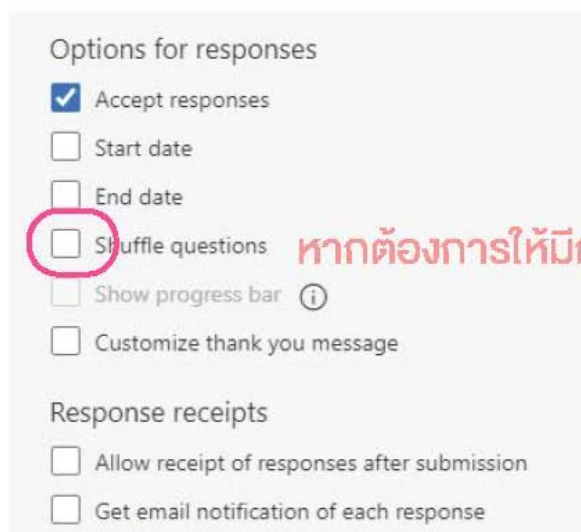 Options for responses
Accept responses
Start date
End date
Shuffle questions หากต้องการให้มี
Show progress bar
Customize thank you message
Response receipts
Allow receipt of responses after submission
Get email notification of each response